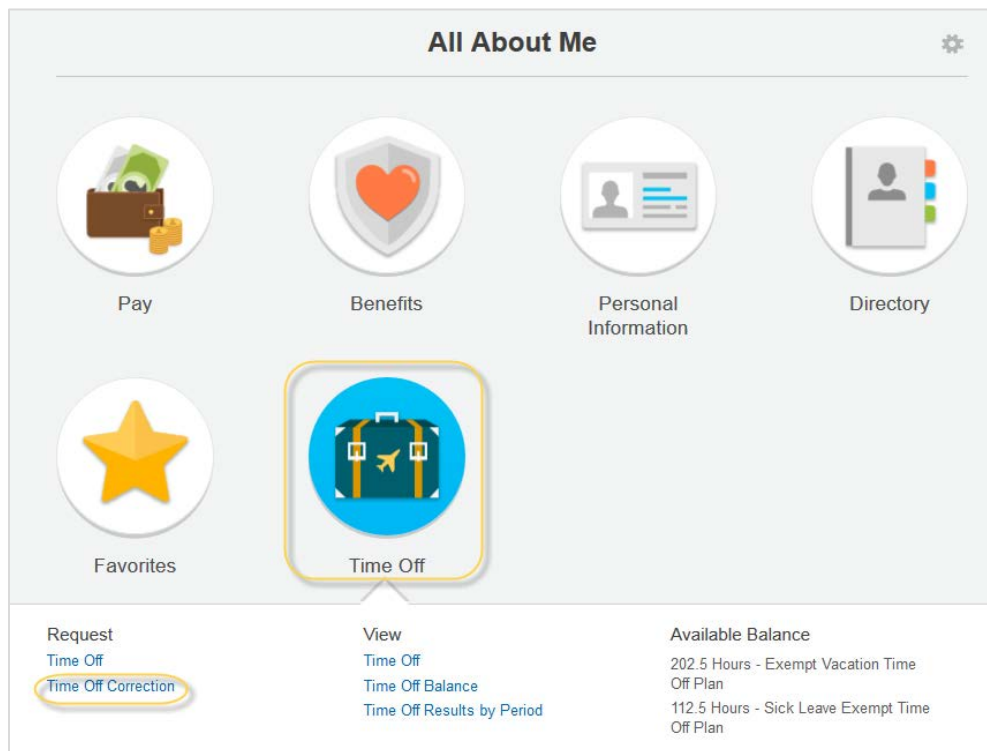 All About Me
Pay
Benefits
Personal
Information
Directory
Favorites
Time Off
Request
Time Off
Time Off Correction
View
Time Off
Time Off Balance
Time Off Results by Period
Available Balance
202.5 Hours - Exempt Vacation Time
Off Plan
112.5 Hours - Sick Leave Exempt Time
Off Plan